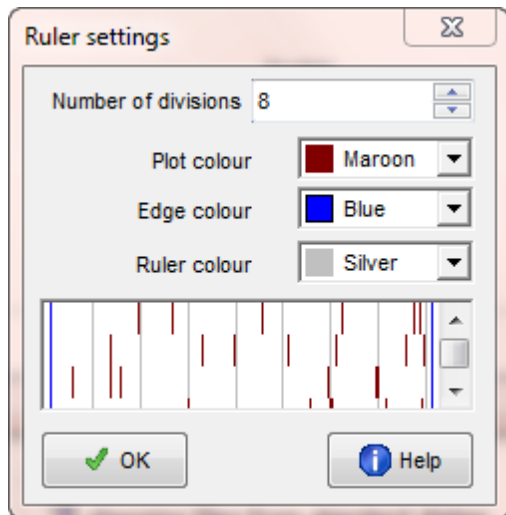 Ruler settings
Number of divisions 8
Plot colour Maroon
Edge colour Blue
Ruler colour Silver
OK Help